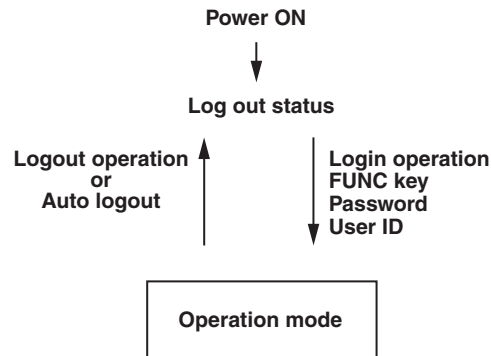 Power ON
Log out status
Logout operation
or
Auto logout
Login operation
FUNC key
Password
User ID
Operation mode